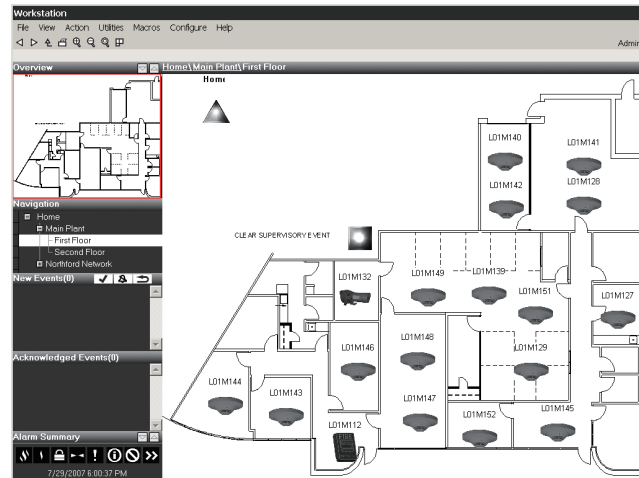 Workstation
File View Action Utilities Macros Configure Help
Admin
Overview
Home\Main Plant\First Floor
Home
Navigation
Home
Main Plant
First Floor
Second Floor
Northford Network
New Events(0)
Acknowledged Events(0)
Alarm Summary
7/29/2007 6:00:37 PM
L01M140
L01M141
L01M142
L01M128
CLEAR SUPERVISORY EVENT
L01M132
L01M149
L01M139
L01M151
L01M127
L01M146
L01M148
L01M129
L01M144
L01M143
L01M147
L01M112
L01M152
L01M145